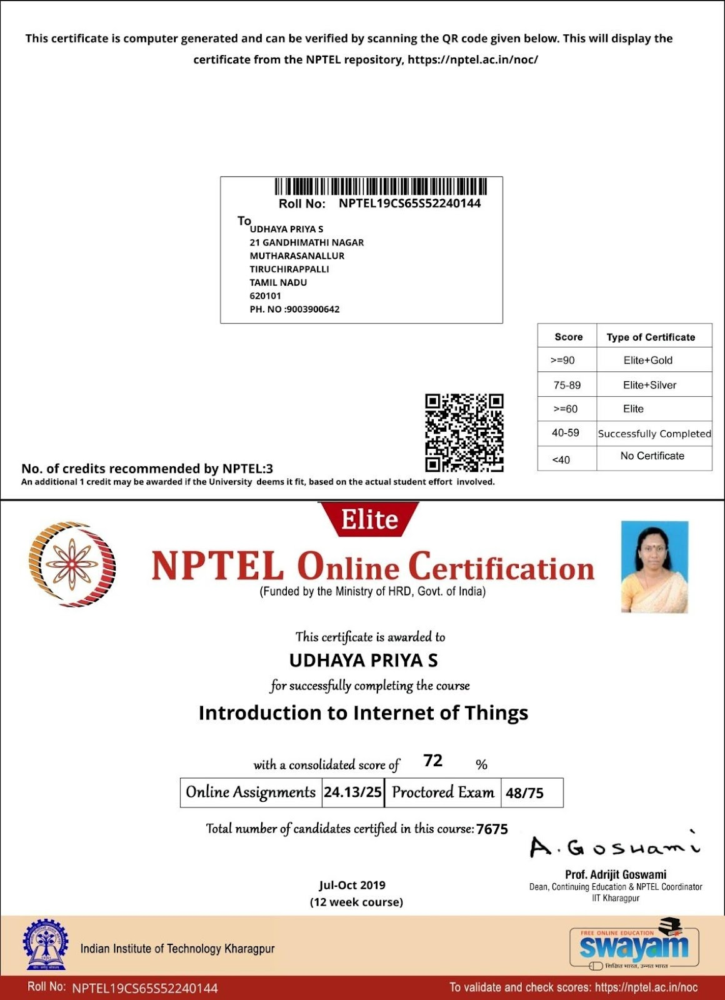 This certificate is computer generated and can be verified by scanning the QR code given below. This will display the
certificate from the NPTEL repository, https://nptel.ac.in/noc/
Roll No: NPTEL19CS65S52240144
To
UDHAYA PRIYA S
21 GANDHIMATHI NAGAR
MUTHARASANALLUR
TIRUCHIRAPPALLI
TAMIL NADU
620101
PH. NO :9003900642
Score Type of Certificate
>=90 Elite+Gold
75-89 Elite+Silver
>=60 Elite
40-59 Successfully Completed
<40 No Certificate
No. of credits recommended by NPTEL:3
An additional 1 credit may be awarded if the University deems it fit, based on the actual student effort involved.
Elite
NPTEL Online Certification
(Funded by the Ministry of HRD, Govt. of India)
This certificate is awarded to
UDHAYA PRIYA S
for successfully completing the course
Introduction to Internet of Things
with a consolidated score of 72 %
Online Assignments 24.13/25 Proctored Exam 48/75
Total number of candidates certified in this course: 7675
A. Goswami
Prof. Adrijit Goswami
Dean, Continuing Education & NPTEL Coordinator
IIT Kharagpur
Jul-Oct 2019
(12 week course)
Indian Institute of Technology Kharagpur
FREE ONLINE EDUCATION
swayam
शिक्षित भारत, उन्नत भारत
Roll No: NPTEL19CS65S52240144
To validate and check scores: https://nptel.ac.in/noc